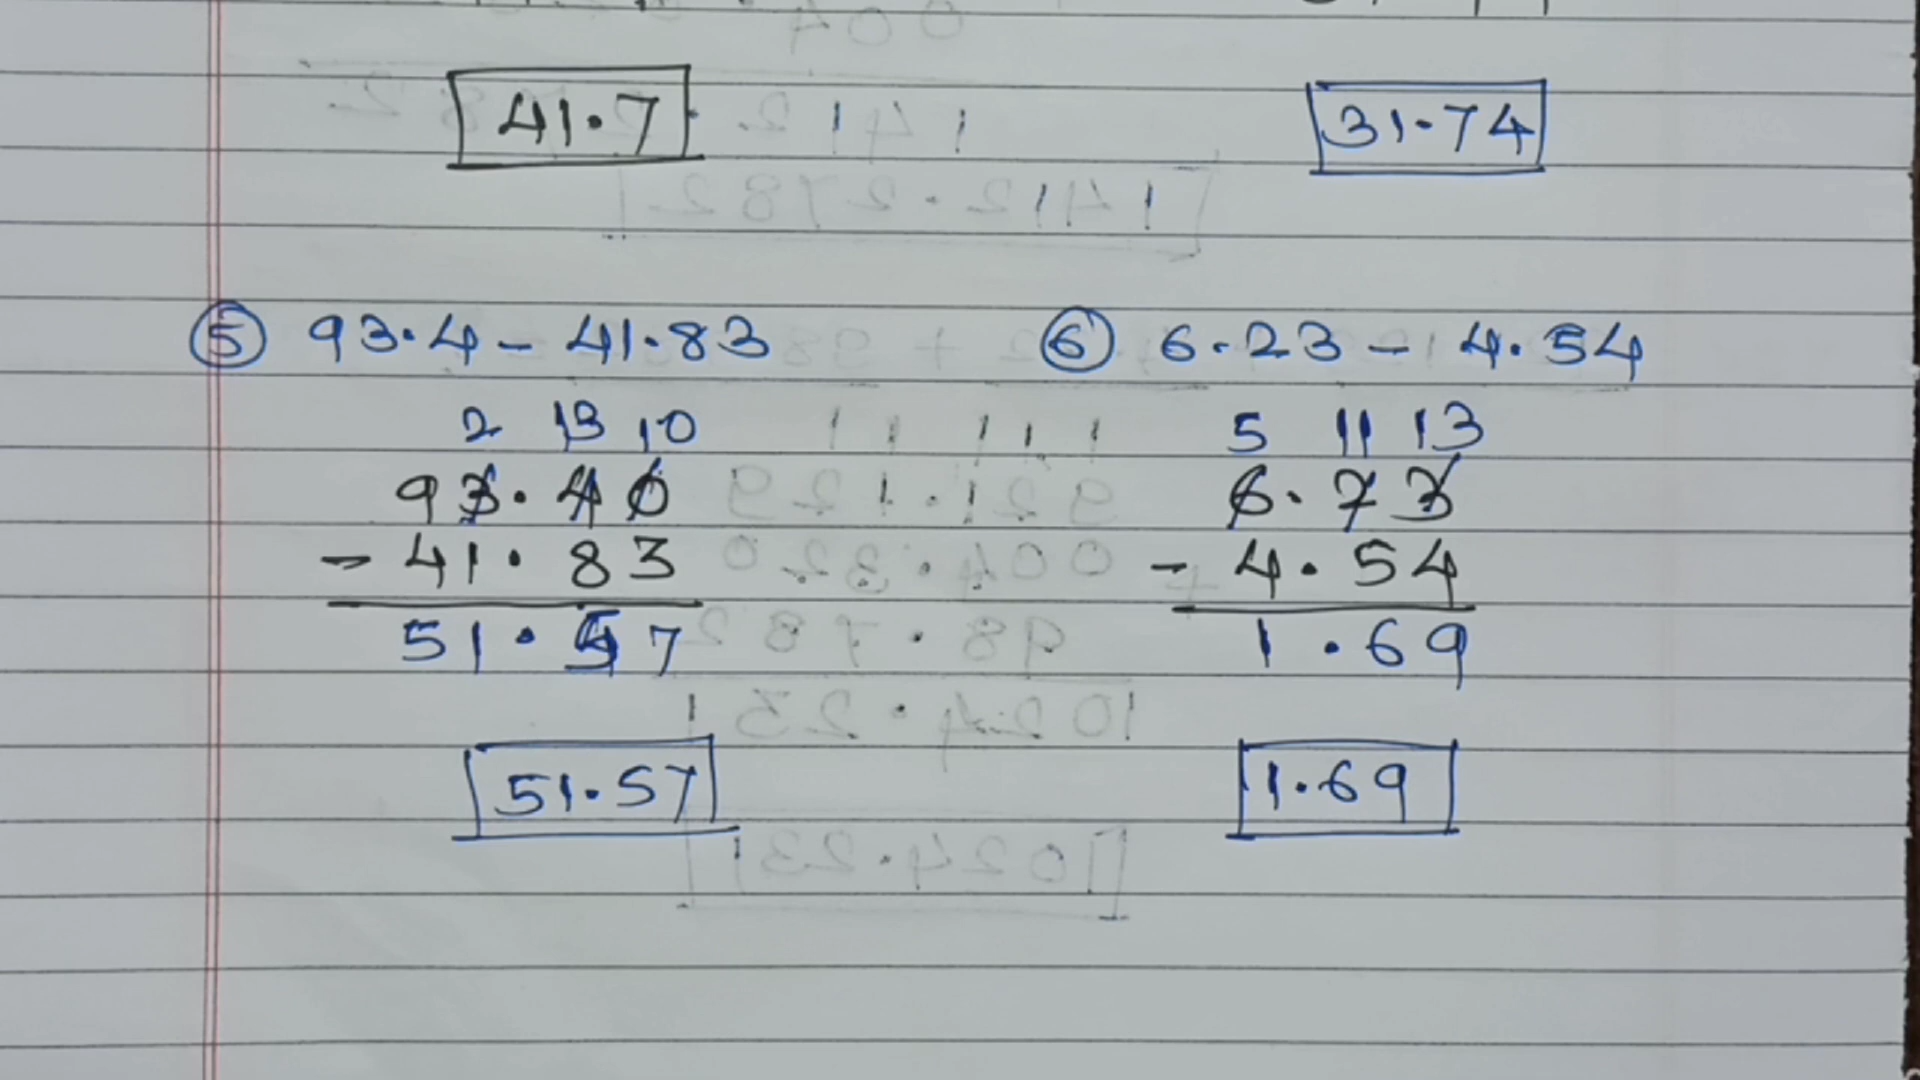 41.7 31.74
⑤ 93.4 - 41.83 ⑥ 6.23 - 4.54
2 13 10 5 11 13
93.40 6.23
- 41.83 - 4.54
51.57 1.69
51.57 1.69